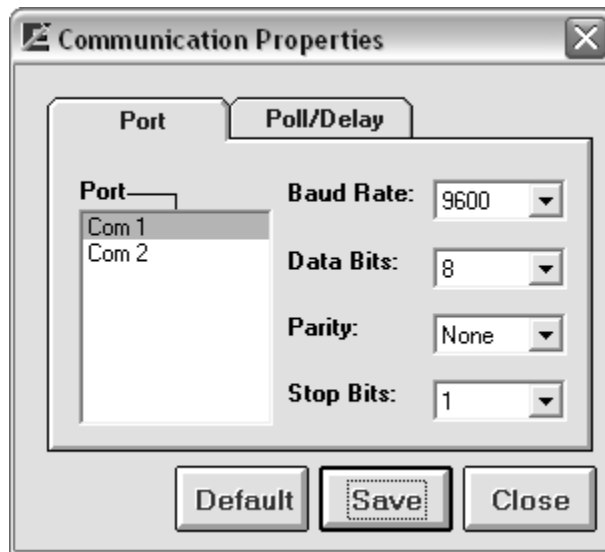 Communication Properties
Port
Poll/Delay
Port
Com 1
Com 2
Baud Rate: 9600
Data Bits: 8
Parity: None
Stop Bits: 1
Default
Save
Close